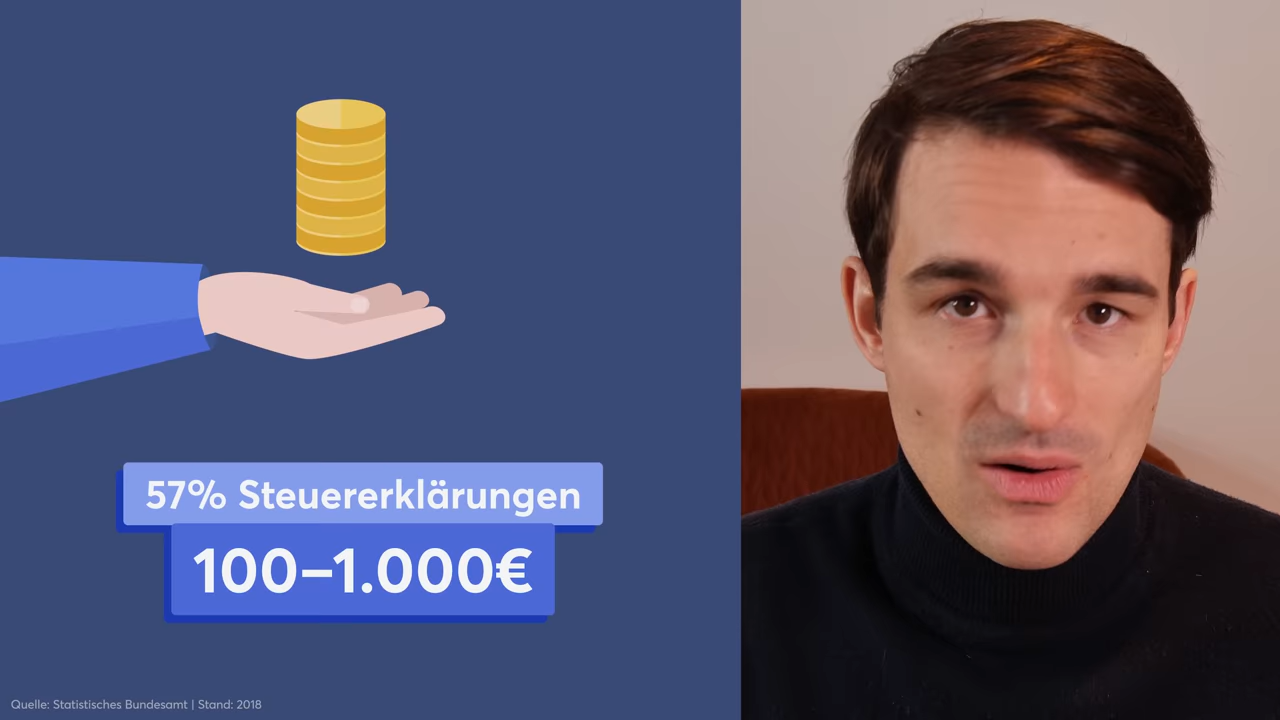 57% Steuererklärungen
100–1.000€
Quelle: Statistisches Bundesamt | Stand: 2018